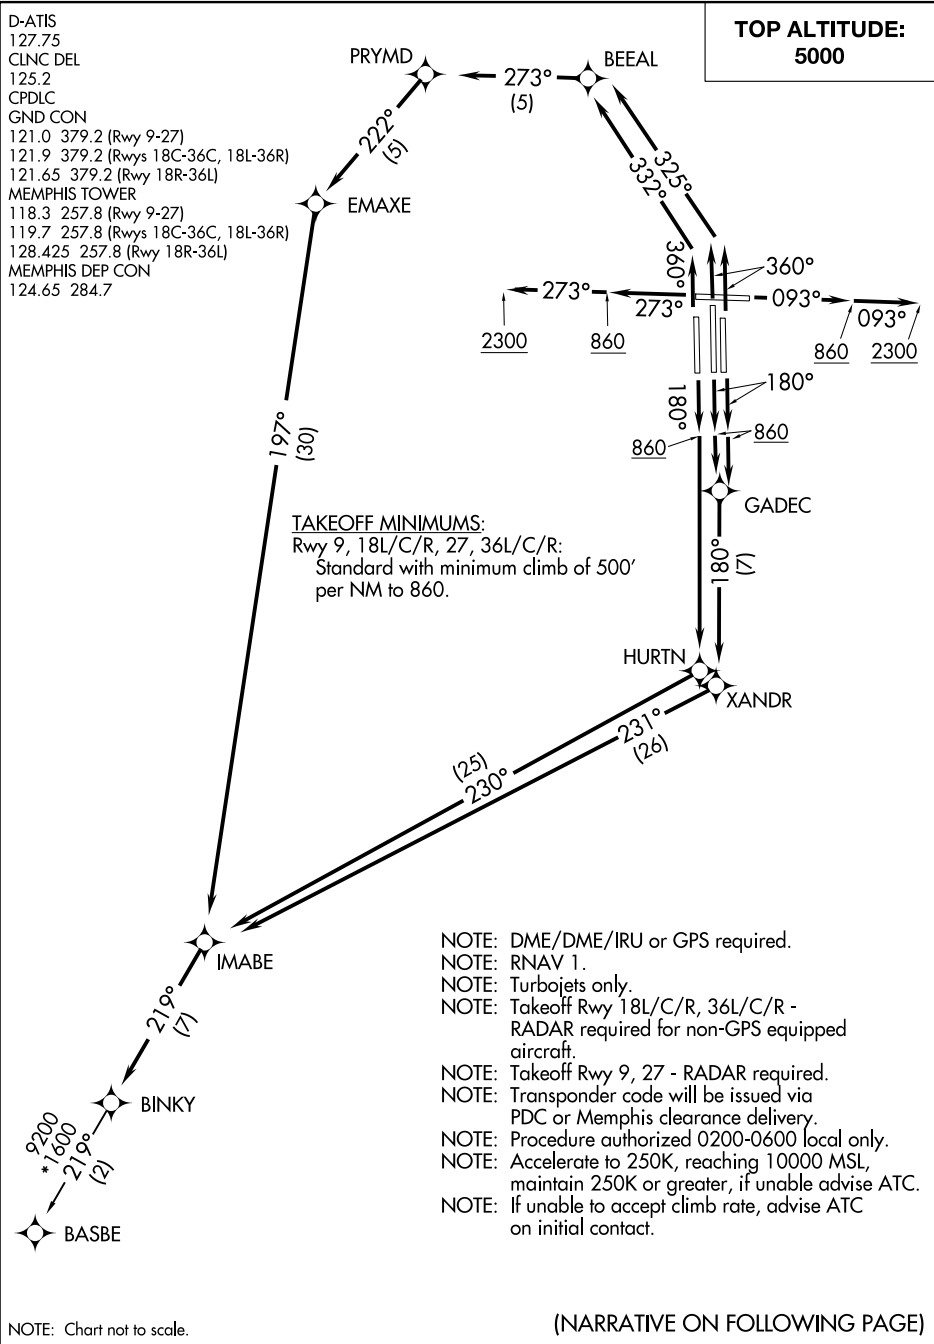 D-ATIS
127.75
CLNC DEL
125.2
CPDLC
GND CON
121.0 379.2 (Rwy 9-27)
121.9 379.2 (Rwys 18C-36C, 18L-36R)
121.65 379.2 (Rwy 18R-36L)
MEMPHIS TOWER
118.3 257.8 (Rwy 9-27)
119.7 257.8 (Rwys 18C-36C, 18L-36R)
128.425 257.8 (Rwy 18R-36L)
MEMPHIS DEP CON
124.65 284.7
TOP ALTITUDE:
5000
PRYMD
273°
(5)
BEEAL
222°
(5)
EMAXE
332°
325°
360°
360°
273°
273°
093°
093°
2300
860
860
2300
180°
180°
860
860
GADEC
197°
(30)
TAKEOFF MINIMUMS:
Rwy 9, 18L/C/R, 27, 36L/C/R:
Standard with minimum climb of 500'
per NM to 860.
180°
(7)
HURTN
XANDR
231°
(26)
(25)
230°
IMABE
219°
(7)
BINKY
9200
*1600
219°
(2)
BASBE
NOTE: DME/DME/IRU or GPS required.
NOTE: RNAV 1.
NOTE: Turbojets only.
NOTE: Takeoff Rwy 18L/C/R, 36L/C/R -
RADAR required for non-GPS equipped
aircraft.
NOTE: Takeoff Rwy 9, 27 - RADAR required.
NOTE: Transponder code will be issued via
PDC or Memphis clearance delivery.
NOTE: Procedure authorized 0200-0600 local only.
NOTE: Accelerate to 250K, reaching 10000 MSL,
maintain 250K or greater, if unable advise ATC.
NOTE: If unable to accept climb rate, advise ATC
on initial contact.
NOTE: Chart not to scale.
(NARRATIVE ON FOLLOWING PAGE)